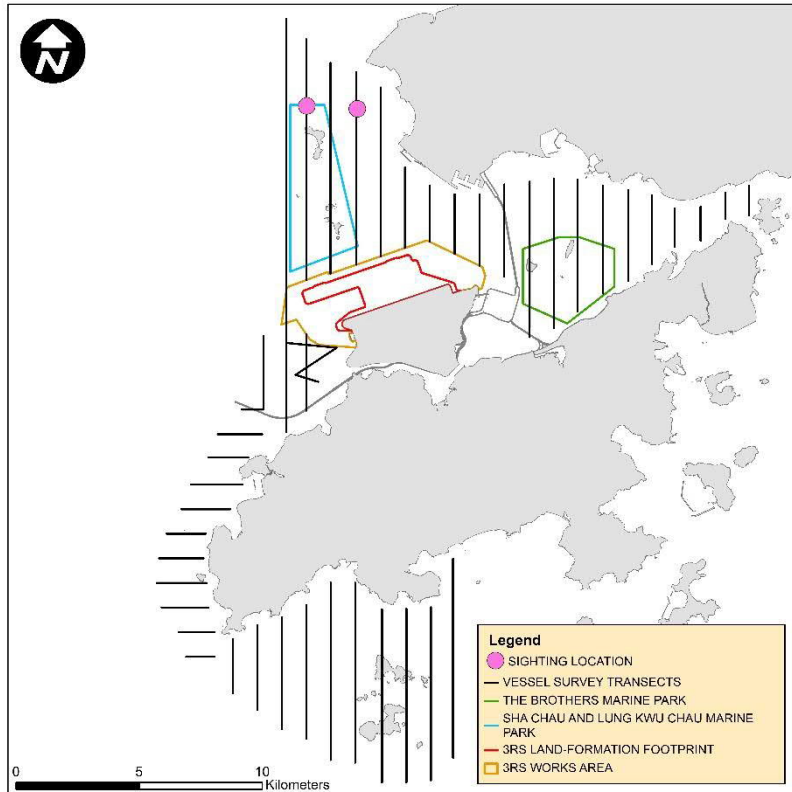 N
Legend
SIGHTING LOCATION
VESSEL SURVEY TRANSECTS
THE BROTHERS MARINE PARK
SHA CHAU AND LUNG KWU CHAU MARINE
PARK
3RS LAND-FORMATION FOOTPRINT
3RS WORKS AREA
0 5 10
Kilometers